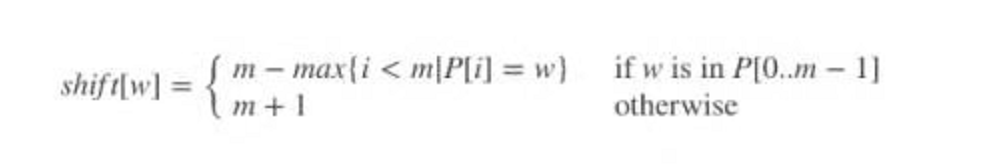 shift[w] = { m − max{i < m|P[i] = w} if w is in P[0..m − 1]
m + 1 otherwise